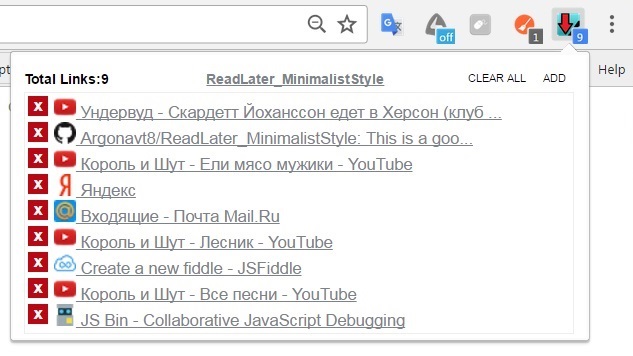 off
1
9
pt
Help
Total Links:9 ReadLater_MinimalistStyle CLEAR ALL ADD
X Ундервуд - Скардетт Йоханссон едет в Херсон (клуб ...
X Argonavt8/ReadLater_MinimalistStyle: This is a goo...
X Король и Шут - Ели мясо мужики - YouTube
X Я Яндекс
X @ Входящие - Почта Mail.Ru
X Король и Шут - Лесник - YouTube
X Create a new fiddle - JSFiddle
X Король и Шут - Все песни - YouTube
X JS Bin - Collaborative JavaScript Debugging